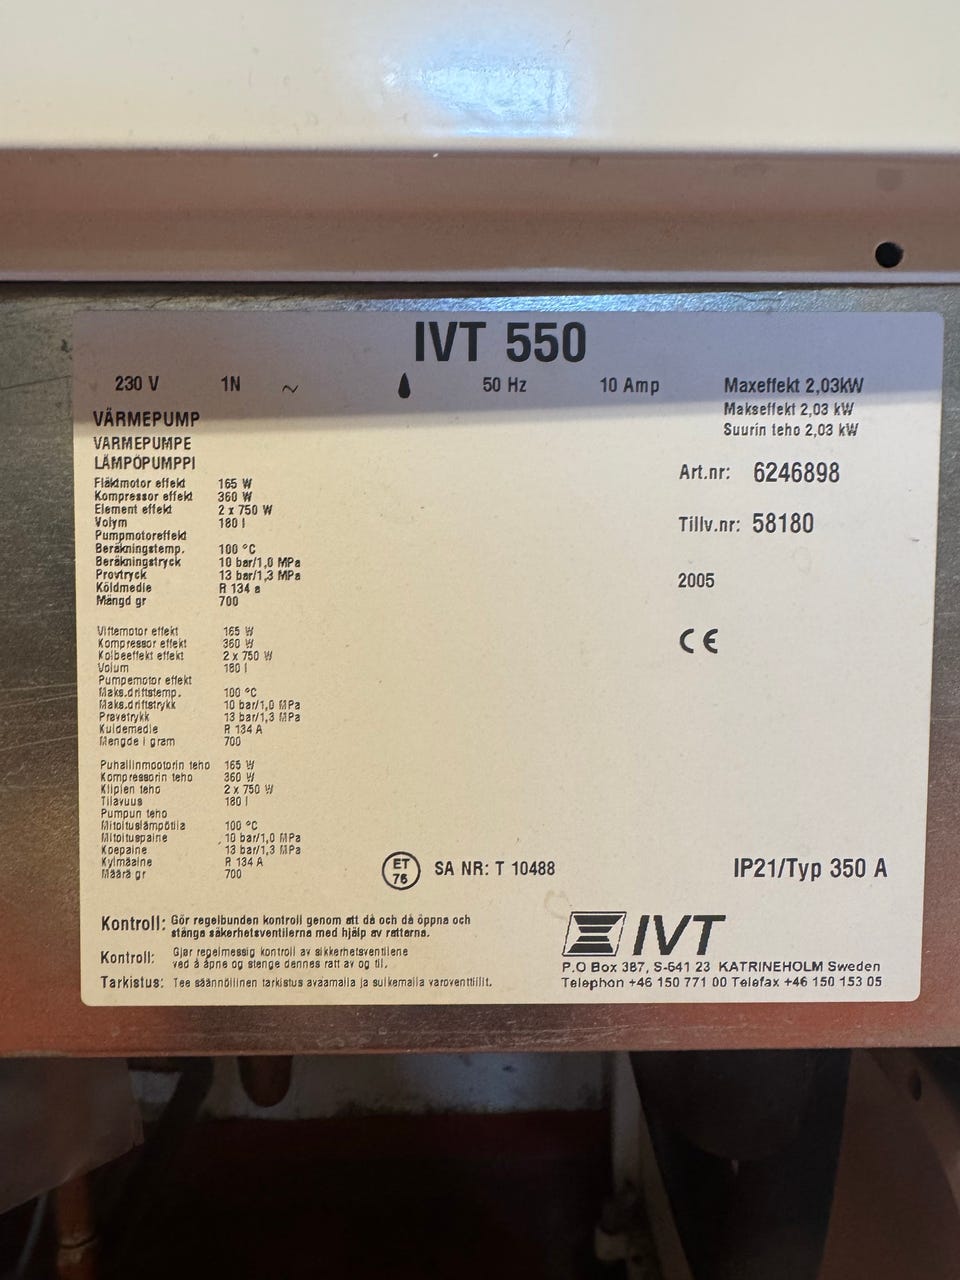 IVT 550
230 V 1N ~ 50 Hz 10 Amp Maxeffekt 2,03kW
Makseffekt 2,03 kW
Suurin teho 2,03 kW
VÄRMEPUMP
VARMEPUMPE
LÄMPÖPUMPPI
Art.nr: 6246898
Tillv.nr: 58180
2005
CE
Fläktmotor effekt 165 W
Kompressor effekt 360 W
Element effekt 2 x 750 W
Volym 180 l
Pumpmotoreffekt
Beräkningstemp. 100 °C
Beräkningstryck 10 bar/1,0 MPa
Provtryck 13 bar/1,3 MPa
Köldmedie R 134 a
Mängd gr 700
Viftemotor effekt 165 W
Kompressor effekt 360 W
Kolbeeffekt effekt 2 x 750 W
Volum 180 l
Pumpemotor effekt
Maks.driftstemp. 100 °C
Maks.driftstrykk 10 bar/1,0 MPa
Prøvetrykk 13 bar/1,3 MPa
Kuldemedie R 134 A
Mengde i gram 700
Puhallinmootorin teho 165 W
Kompressorin teho 360 W
Klipien teho 2 x 750 W
Tilavuus 180 l
Pumpun teho
Mitoituslämpötila 100 °C
Mitoituspaine 10 bar/1,0 MPa
Koepaine 13 bar/1,3 MPa
Kylmäaine R 134 A
Määrä gr 700
ET 76 SA NR: T 10488
IP21/Typ 350 A
Kontroll: Gör regelbunden kontroll genom att då och då öppna och
stänga säkerhetsventilerna med hjälp av rattarna.
Kontroll: Gjør regelmessig kontroll av sikkerhetsventilene
ved å åpne og stenge dennes ratt av og til.
Tarkistus: Tee säännöllinen tarkistus avaamalla ja sulkemalla varoventtiilit.
IVT
P.O Box 387, S-641 23 KATRINEHOLM Sweden
Telephon +46 150 771 00 Telefax +46 150 153 05